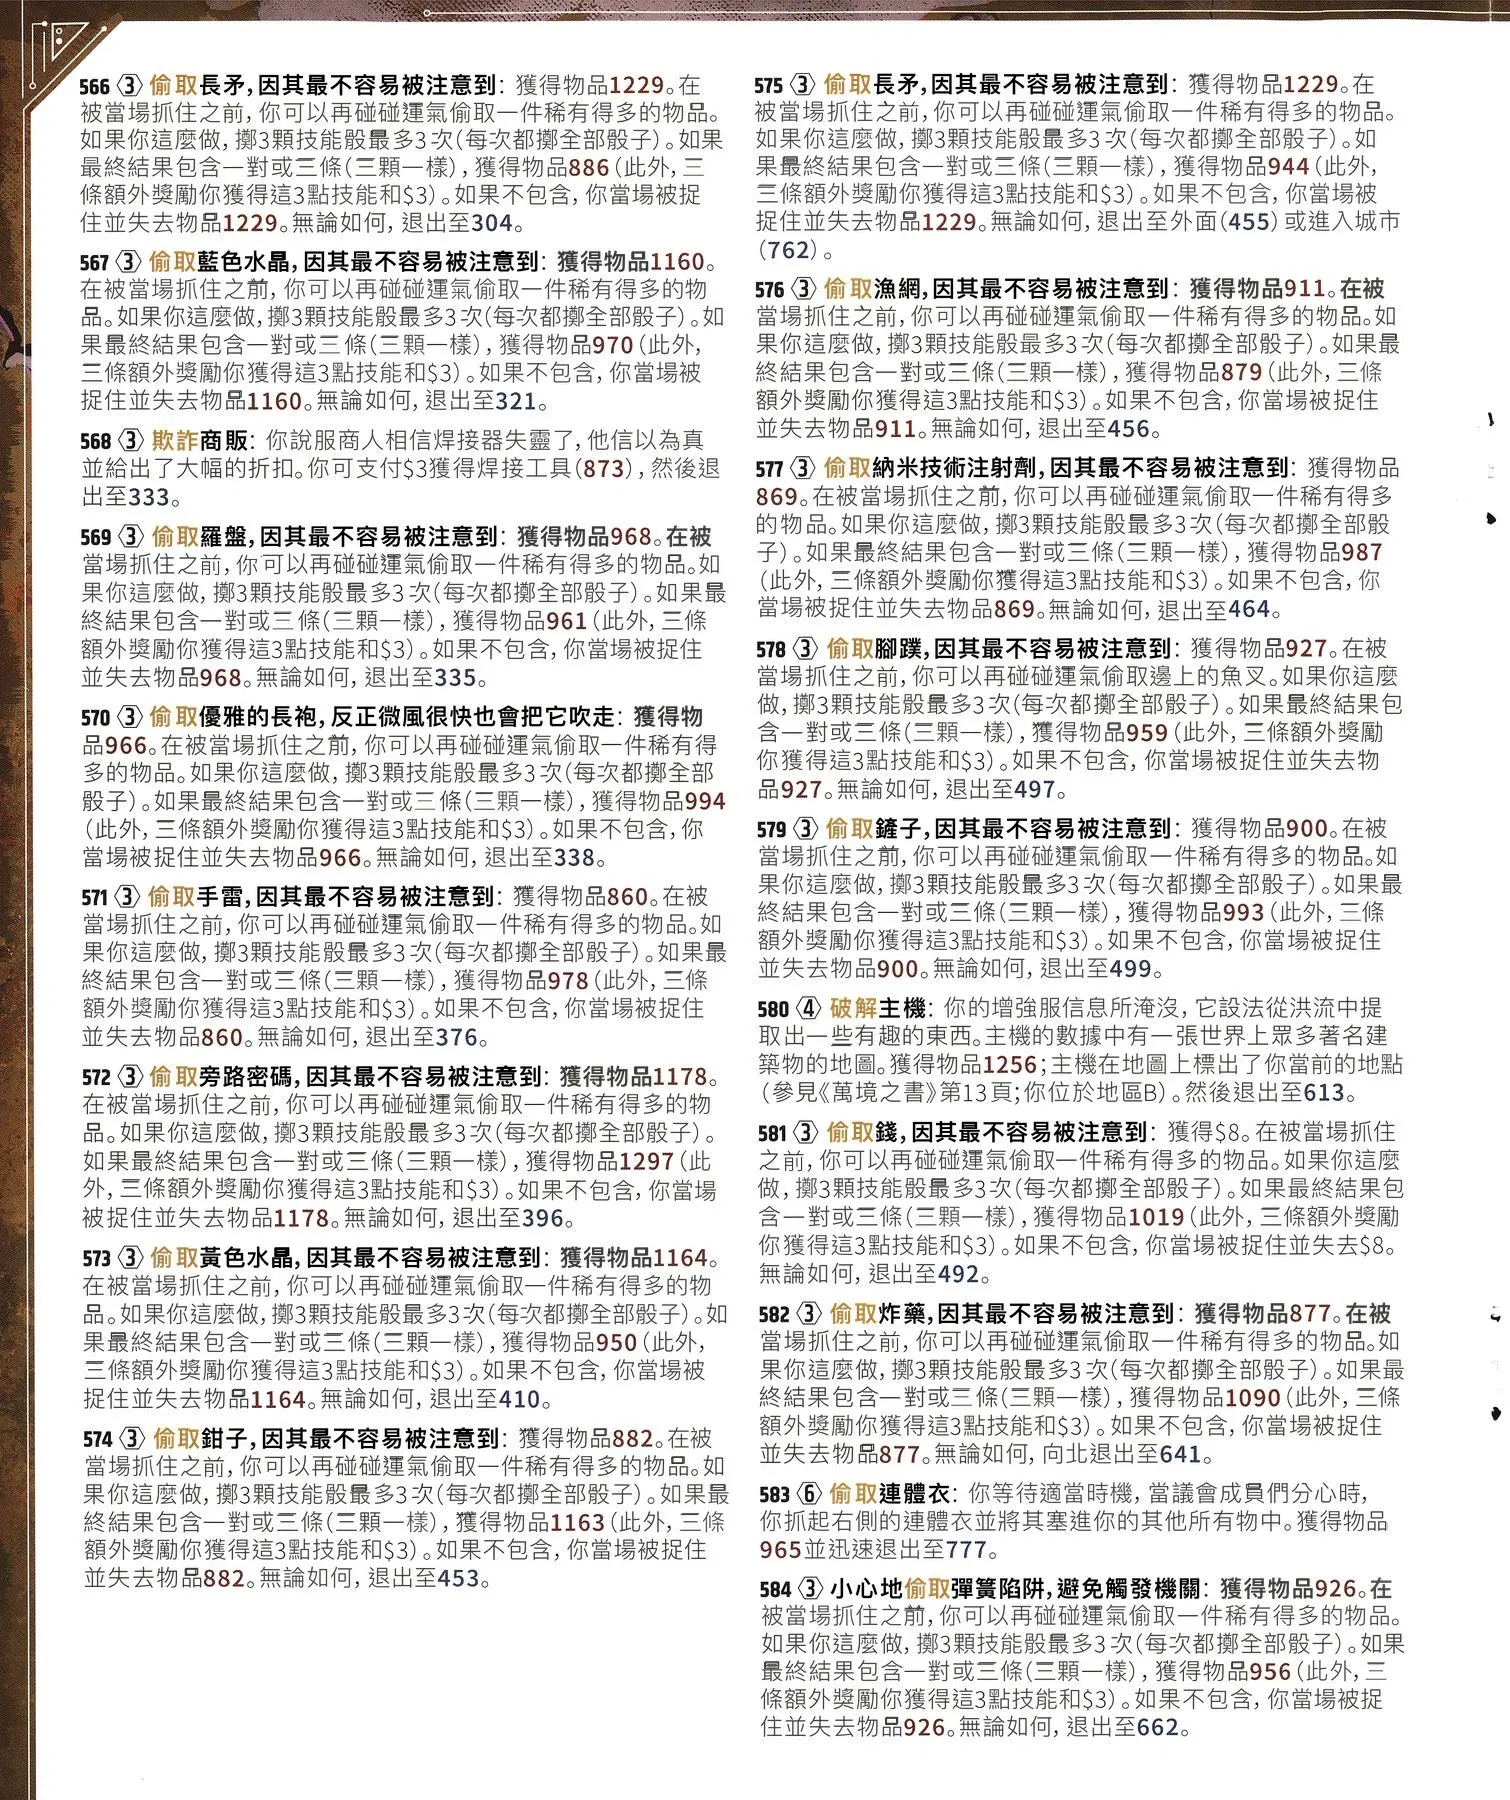 566 ③ 偷取長矛，因其最不容易被注意到：獲得物品1229。在
被當場抓住之前，你可以再碰碰運氣偷取一件稀有得多的物品。
如果你這麼做，擲3顆技能骰最多3次（每次都擲全部骰子）。如果
最終結果包含一對或三條（三顆一樣），獲得物品886（此外，三
條額外獎勵你獲得這3點技能和$3）。如果不包含，你當場被捉
住並失去物品1229。無論如何，退出至304。
567 ③ 偷取藍色水晶，因其最不容易被注意到：獲得物品1160。
在被當場抓住之前，你可以再碰碰運氣偷取一件稀有得多的物
品。如果你這麼做，擲3顆技能骰最多3次（每次都擲全部骰子）。如
果最終結果包含一對或三條（三顆一樣），獲得物品970（此外，
三條額外獎勵你獲得這3點技能和$3）。如果不包含，你當場被
捉住並失去物品1160。無論如何，退出至321。
568 ③ 欺詐商販：你說服商人相信焊接器失靈了，他信以為真
並給出了大幅的折扣。你可支付$3獲得焊接工具（873），然後退
出至333。
569 ③ 偷取羅盤，因其最不容易被注意到：獲得物品968。在被
當場抓住之前，你可以再碰碰運氣偷取一件稀有得多的物品。如
果你這麼做，擲3顆技能骰最多3次（每次都擲全部骰子）。如果最
終結果包含一對或三條（三顆一樣），獲得物品961（此外，三條
額外獎勵你獲得這3點技能和$3）。如果不包含，你當場被捉住
並失去物品968。無論如何，退出至335。
570 ③ 偷取優雅的長袍，反正微風很快也會把它吹走：獲得物
品966。在被當場抓住之前，你可以再碰碰運氣偷取一件稀有得
多的物品。如果你這麼做，擲3顆技能骰最多3次（每次都擲全部
骰子）。如果最終結果包含一對或三條（三顆一樣），獲得物品994
（此外，三條額外獎勵你獲得這3點技能和$3）。如果不包含，你
當場被捉住並失去物品966。無論如何，退出至338。
571 ③ 偷取手雷，因其最不容易被注意到：獲得物品860。在被
當場抓住之前，你可以再碰碰運氣偷取一件稀有得多的物品。如
果你這麼做，擲3顆技能骰最多3次（每次都擲全部骰子）。如果最
終結果包含一對或三條（三顆一樣），獲得物品978（此外，三條
額外獎勵你獲得這3點技能和$3）。如果不包含，你當場被捉住
並失去物品860。無論如何，退出至376。
572 ③ 偷取旁路密碼，因其最不容易被注意到：獲得物品1178。
在被當場抓住之前，你可以再碰碰運氣偷取一件稀有得多的物
品。如果你這麼做，擲3顆技能骰最多3次（每次都擲全部骰子）。
如果最終結果包含一對或三條（三顆一樣），獲得物品1297（此
外，三條額外獎勵你獲得這3點技能和$3）。如果不包含，你當場
被捉住並失去物品1178。無論如何，退出至396。
573 ③ 偷取黃色水晶，因其最不容易被注意到：獲得物品1164。
在被當場抓住之前，你可以再碰碰運氣偷取一件稀有得多的物
品。如果你這麼做，擲3顆技能骰最多3次（每次都擲全部骰子）。如
果最終結果包含一對或三條（三顆一樣），獲得物品950（此外，
三條額外獎勵你獲得這3點技能和$3）。如果不包含，你當場被
捉住並失去物品1164。無論如何，退出至410。
574 ③ 偷取鉗子，因其最不容易被注意到：獲得物品882。在被
當場抓住之前，你可以再碰碰運氣偷取一件稀有得多的物品。如
果你這麼做，擲3顆技能骰最多3次（每次都擲全部骰子）。如果最
終結果包含一對或三條（三顆一樣），獲得物品1163（此外，三條
額外獎勵你獲得這3點技能和$3）。如果不包含，你當場被捉住
並失去物品882。無論如何，退出至453。
575 ③ 偷取長矛，因其最不容易被注意到：獲得物品1229。在
被當場抓住之前，你可以再碰碰運氣偷取一件稀有得多的物品。
如果你這麼做，擲3顆技能骰最多3次（每次都擲全部骰子）。如
果最終結果包含一對或三條（三顆一樣），獲得物品944（此外，
三條額外獎勵你獲得這3點技能和$3）。如果不包含，你當場被
捉住並失去物品1229。無論如何，退出至外面（455）或進入城市
（762）。
576 ③ 偷取漁網，因其最不容易被注意到：獲得物品911。在被
當場抓住之前，你可以再碰碰運氣偷取一件稀有得多的物品。如
果你這麼做，擲3顆技能骰最多3次（每次都擲全部骰子）。如果最
終結果包含一對或三條（三顆一樣），獲得物品879（此外，三條
額外獎勵你獲得這3點技能和$3）。如果不包含，你當場被捉住
並失去物品911。無論如何，退出至456。
577 ③ 偷取納米技術注射劑，因其最不容易被注意到：獲得物品
869。在被當場抓住之前，你可以再碰碰運氣偷取一件稀有得多
的物品。如果你這麼做，擲3顆技能骰最多3次（每次都擲全部骰
子）。如果最終結果包含一對或三條（三顆一樣），獲得物品987
（此外，三條額外獎勵你獲得這3點技能和$3）。如果不包含，你
當場被捉住並失去物品869。無論如何，退出至464。
578 ③ 偷取腳蹼，因其最不容易被注意到：獲得物品927。在被
當場抓住之前，你可以再碰碰運氣偷取邊上的魚叉。如果你這麼
做，擲3顆技能骰最多3次（每次都擲全部骰子）。如果最終結果包
含一對或三條（三顆一樣），獲得物品959（此外，三條額外獎勵
你獲得這3點技能和$3）。如果不包含，你當場被捉住並失去物
品927。無論如何，退出至497。
579 ③ 偷取鏟子，因其最不容易被注意到：獲得物品900。在被
當場抓住之前，你可以再碰碰運氣偷取一件稀有得多的物品。如
果你這麼做，擲3顆技能骰最多3次（每次都擲全部骰子）。如果最
終結果包含一對或三條（三顆一樣），獲得物品993（此外，三條
額外獎勵你獲得這3點技能和$3）。如果不包含，你當場被捉住
並失去物品900。無論如何，退出至499。
580 ④ 破解主機：你的增強服信息所淹沒，它設法從洪流中提
取出一些有趣的東西。主機的數據中有一張世界上眾多著名建
築物的地圖。獲得物品1256；主機在地圖上標出了你當前的地點
（參見《萬境之書》第13頁；你位於地區B）。然後退出至613。
581 ③ 偷取錢，因其最不容易被注意到：獲得$8。在被當場抓住
之前，你可以再碰碰運氣偷取一件稀有得多的物品。如果你這麼
做，擲3顆技能骰最多3次（每次都擲全部骰子）。如果最終結果包
含一對或三條（三顆一樣），獲得物品1019（此外，三條額外獎勵
你獲得這3點技能和$3）。如果不包含，你當場被捉住並失去$8。
無論如何，退出至492。
582 ③ 偷取炸藥，因其最不容易被注意到：獲得物品877。在被
當場抓住之前，你可以再碰碰運氣偷取一件稀有得多的物品。如
果你這麼做，擲3顆技能骰最多3次（每次都擲全部骰子）。如果最
終結果包含一對或三條（三顆一樣），獲得物品1090（此外，三條
額外獎勵你獲得這3點技能和$3）。如果不包含，你當場被捉住
並失去物品877。無論如何，向北退出至641。
583 ⑥ 偷取連體衣：你等待適當時機，當議會成員們分心時，
你抓起右側的連體衣並將其塞進你的其他所有物中。獲得物品
965並迅速退出至777。
584 ③ 小心地偷取彈簧陷阱，避免觸發機關：獲得物品926。在
被當場抓住之前，你可以再碰碰運氣偷取一件稀有得多的物品。
如果你這麼做，擲3顆技能骰最多3次（每次都擲全部骰子）。如果
最終結果包含一對或三條（三顆一樣），獲得物品956（此外，三
條額外獎勵你獲得這3點技能和$3）。如果不包含，你當場被捉
住並失去物品926。無論如何，退出至662。